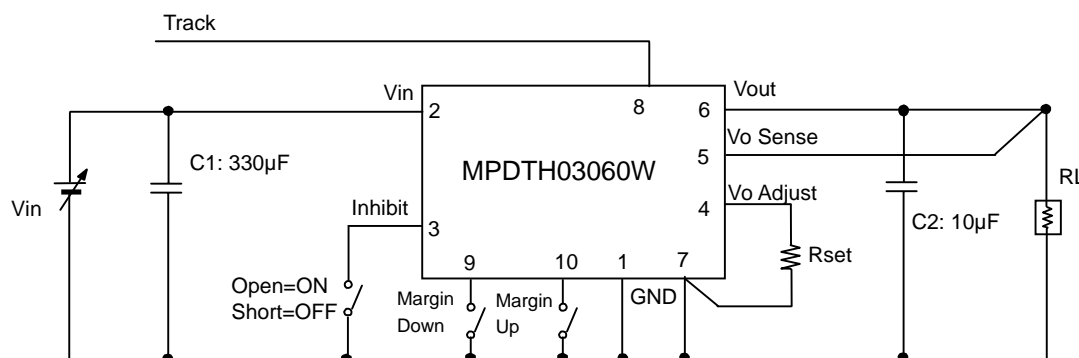 Track
Vin
2
8
6
Vout
C1: 330µF
MPDTH03060W
Vo Sense
5
RL
Vin
Inhibit
3
4
Vo Adjust
C2: 10µF
Rset
9
10
1
7
GND
Open=ON
Short=OFF
Margin
Down
Margin
Up